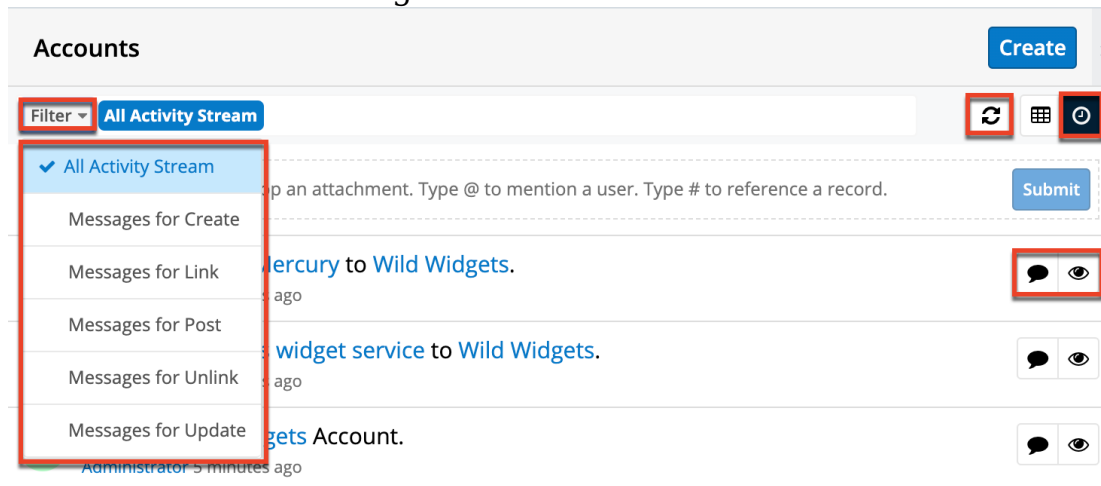 Accounts
Create
Filter
All Activity Stream
All Activity Stream
an attachment. Type @ to mention a user. Type # to reference a record.
Submit
Messages for Create
Messages for Link
to Wild Widgets.
ago
Messages for Post
Messages for Unlink
widget service to Wild Widgets.
ago
Messages for Update
Account.
Administrator 5 minutes ago